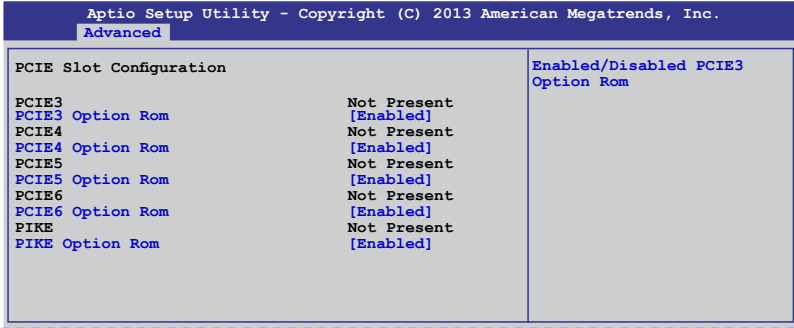 Aptio Setup Utility - Copyright (C) 2013 American Megatrends, Inc.
Advanced
PCIE Slot Configuration
PCIE3 Not Present
PCIE3 Option Rom [Enabled]
PCIE4 Not Present
PCIE4 Option Rom [Enabled]
PCIE5 Not Present
PCIE5 Option Rom [Enabled]
PCIE6 Not Present
PCIE6 Option Rom [Enabled]
PIKE Not Present
PIKE Option Rom [Enabled]
Enabled/Disabled PCIE3
Option Rom